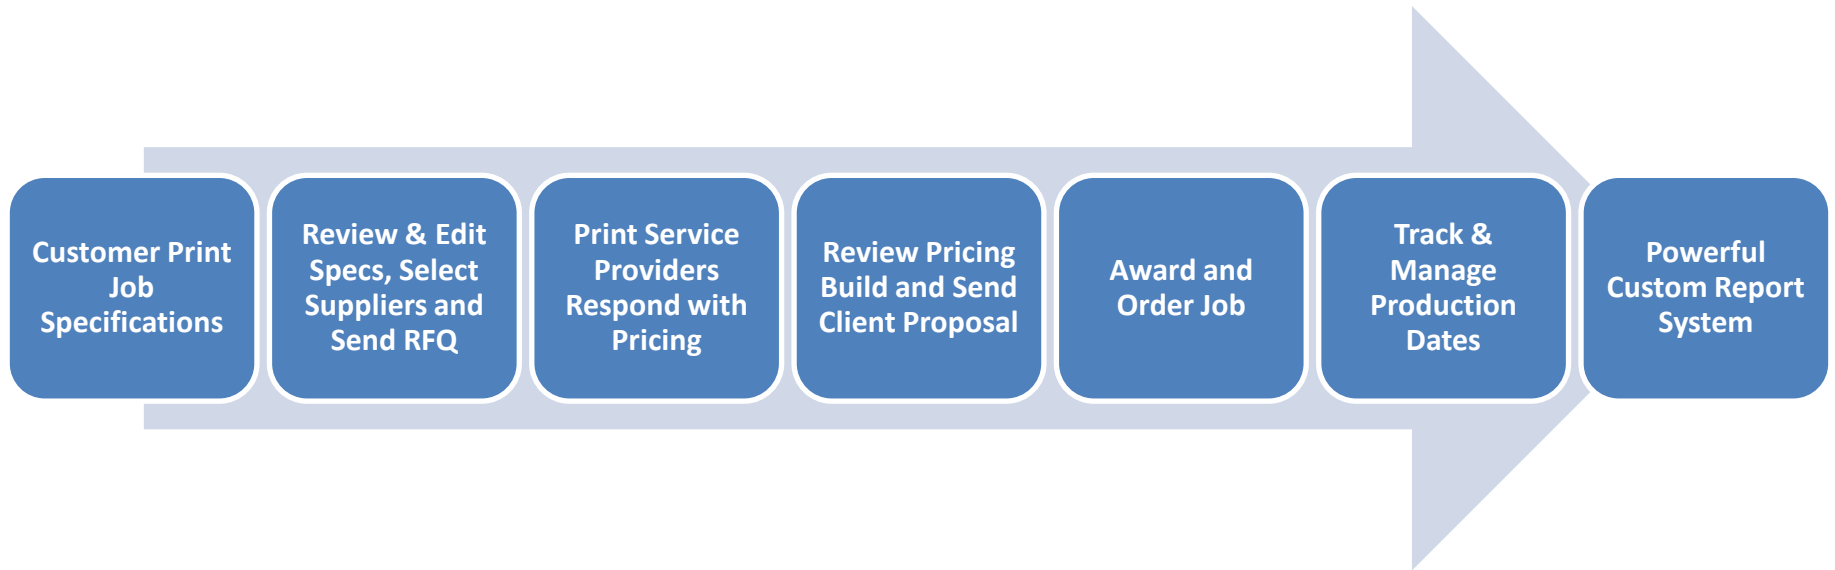 Customer Print
Job
Specifications
Review & Edit
Specs, Select
Suppliers and
Send RFQ
Print Service
Providers
Respond with
Pricing
Review Pricing
Build and Send
Client Proposal
Award and
Order Job
Track &
Manage
Production
Dates
Powerful
Custom Report
System